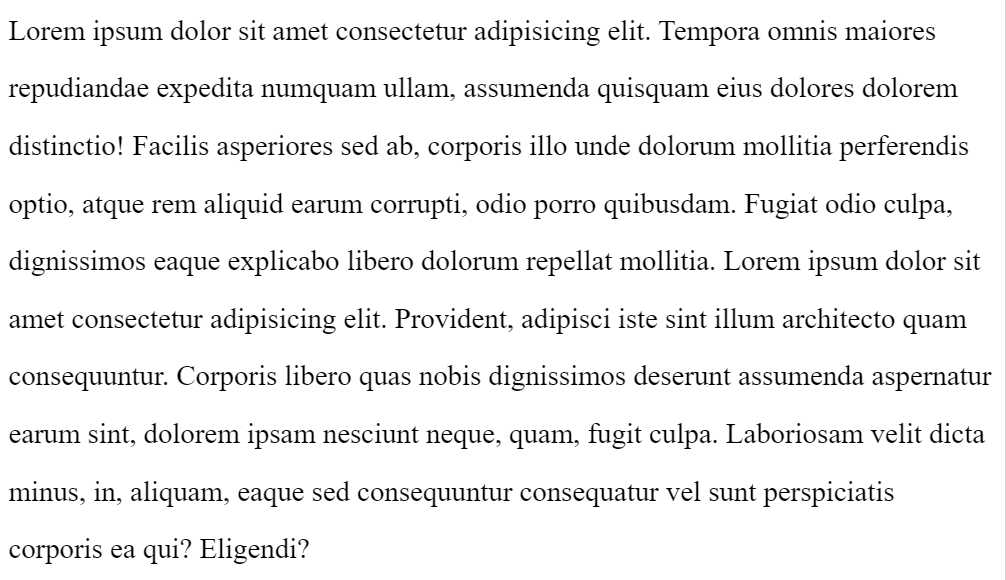 Lorem ipsum dolor sit amet consectetur adipisicing elit. Tempora omnis maiores
repudiandae expedita numquam ullam, assumenda quisquam eius dolores dolorem
distinctio! Facilis asperiores sed ab, corporis illo unde dolorum mollitia perferendis
optio, atque rem aliquid earum corrupti, odio porro quibusdam. Fugiat odio culpa,
dignissimos eaque explicabo libero dolorum repellat mollitia. Lorem ipsum dolor sit
amet consectetur adipisicing elit. Provident, adipisci iste sint illum architecto quam
consequuntur. Corporis libero quas nobis dignissimos deserunt assumenda aspernatur
earum sint, dolorem ipsam nesciunt neque, quam, fugit culpa. Laboriosam velit dicta
minus, in, aliquam, eaque sed consequuntur consequatur vel sunt perspiciatis
corporis ea qui? Eligendi?